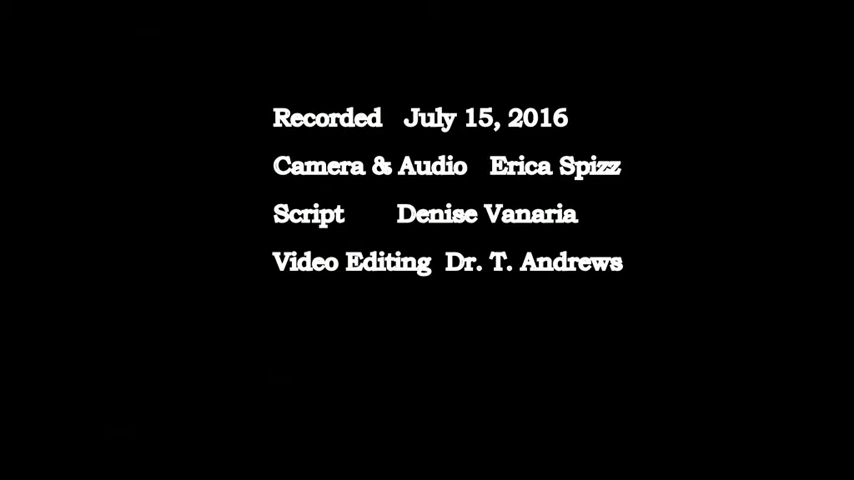 Recorded July 15, 2016
Camera & Audio Erica Spizz
Script Denise Vanaria
Video Editing Dr. T. Andrews